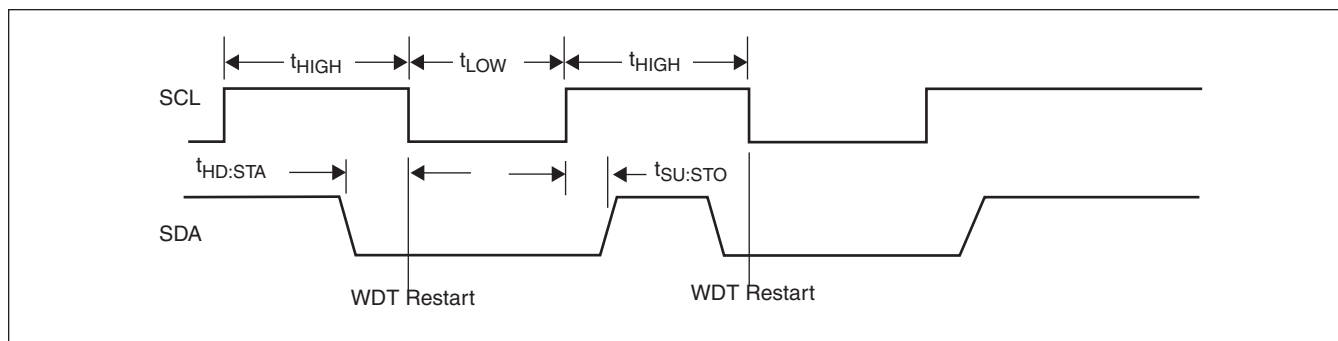 tHIGH tLOW tHIGH
SCL
tHD:STA tSU:STO
SDA
WDT Restart WDT Restart